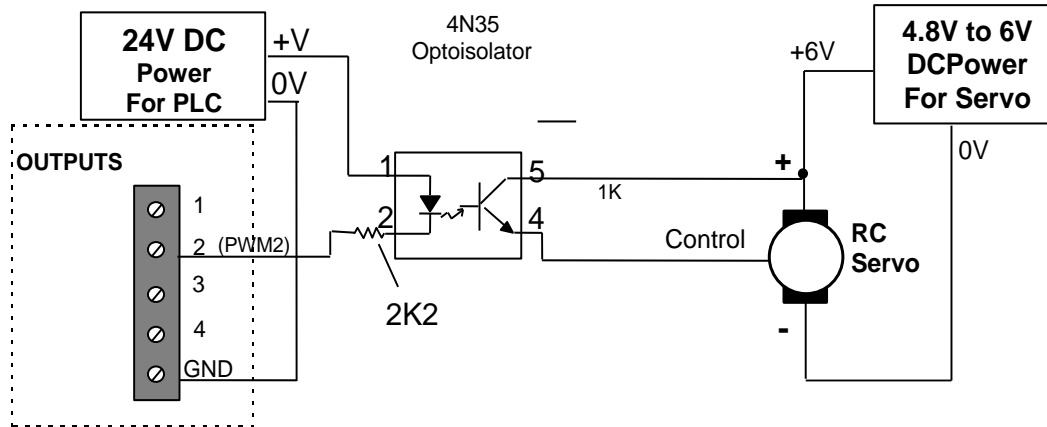 24V DC
Power
For PLC
+V
0V
4N35
Optoisolator
+6V
4.8V to 6V
DCPower
For Servo
0V
OUTPUTS
1
2 (PWM2)
3
4
GND
1
2
5
4
2K2
1K
+
Control
RC
Servo
-